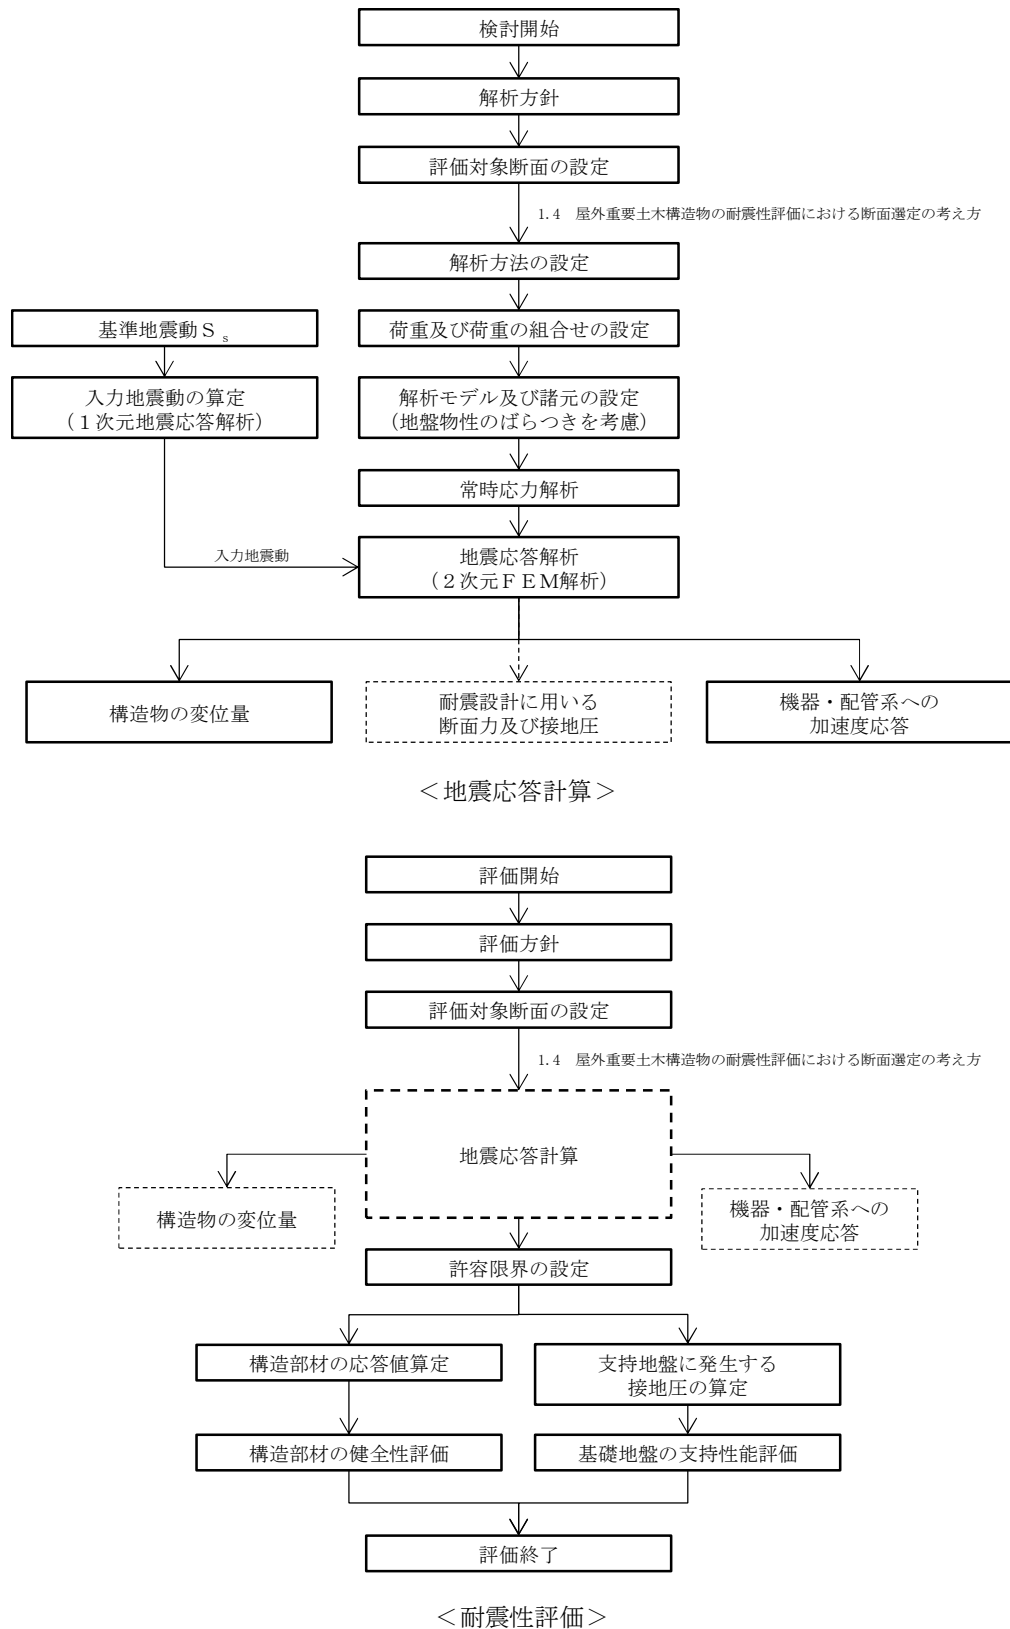 検討開始
解析方針
評価対象断面の設定
1.4　屋外重要土木構造物の耐震性評価における断面選定の考え方
解析方法の設定
基準地震動Ｓs
荷重及び荷重の組合せの設定
入力地震動の算定
（１次元地震応答解析）
解析モデル及び諸元の設定
（地盤物性のばらつきを考慮）
常時応力解析
入力地震動
地震応答解析
（２次元ＦＥＭ解析）
構造物の変位量
耐震設計に用いる
断面力及び接地圧
機器・配管系への
加速度応答
＜地震応答計算＞
評価開始
評価方針
評価対象断面の設定
1.4　屋外重要土木構造物の耐震性評価における断面選定の考え方
地震応答計算
構造物の変位量
機器・配管系への
加速度応答
許容限界の設定
構造部材の応答値算定
支持地盤に発生する
接地圧の算定
構造部材の健全性評価
基礎地盤の支持性能評価
評価終了
＜耐震性評価＞